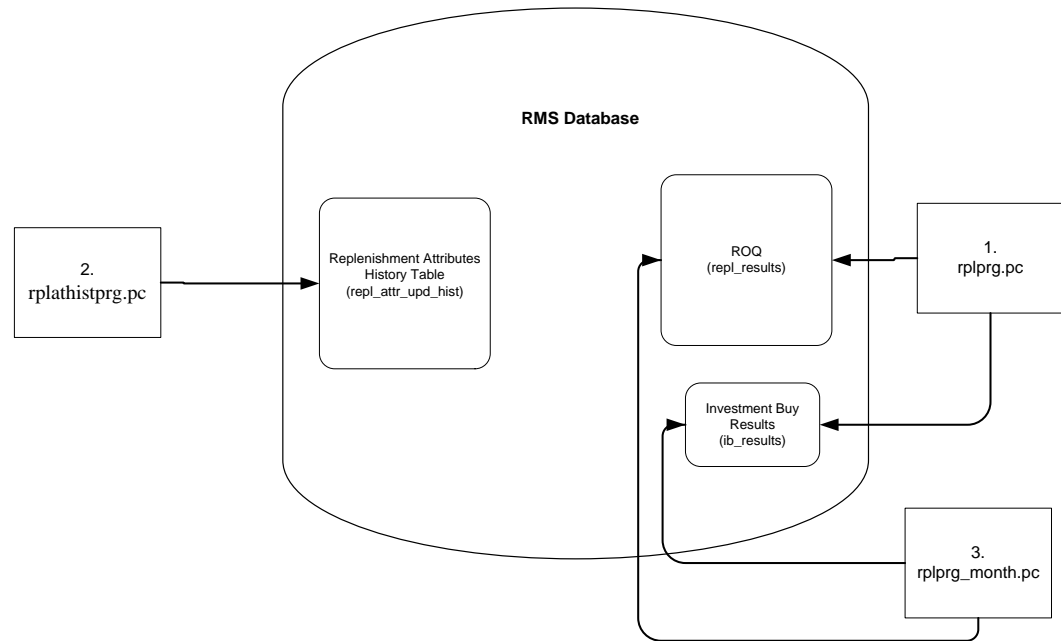 RMS Database
2.
rplathistprg.pc
Replenishment Attributes
History Table
(repl_attr_upd_hist)
ROQ
(repl_results)
1.
rplprg.pc
Investment Buy
Results
(ib_results)
3.
rplprg_month.pc